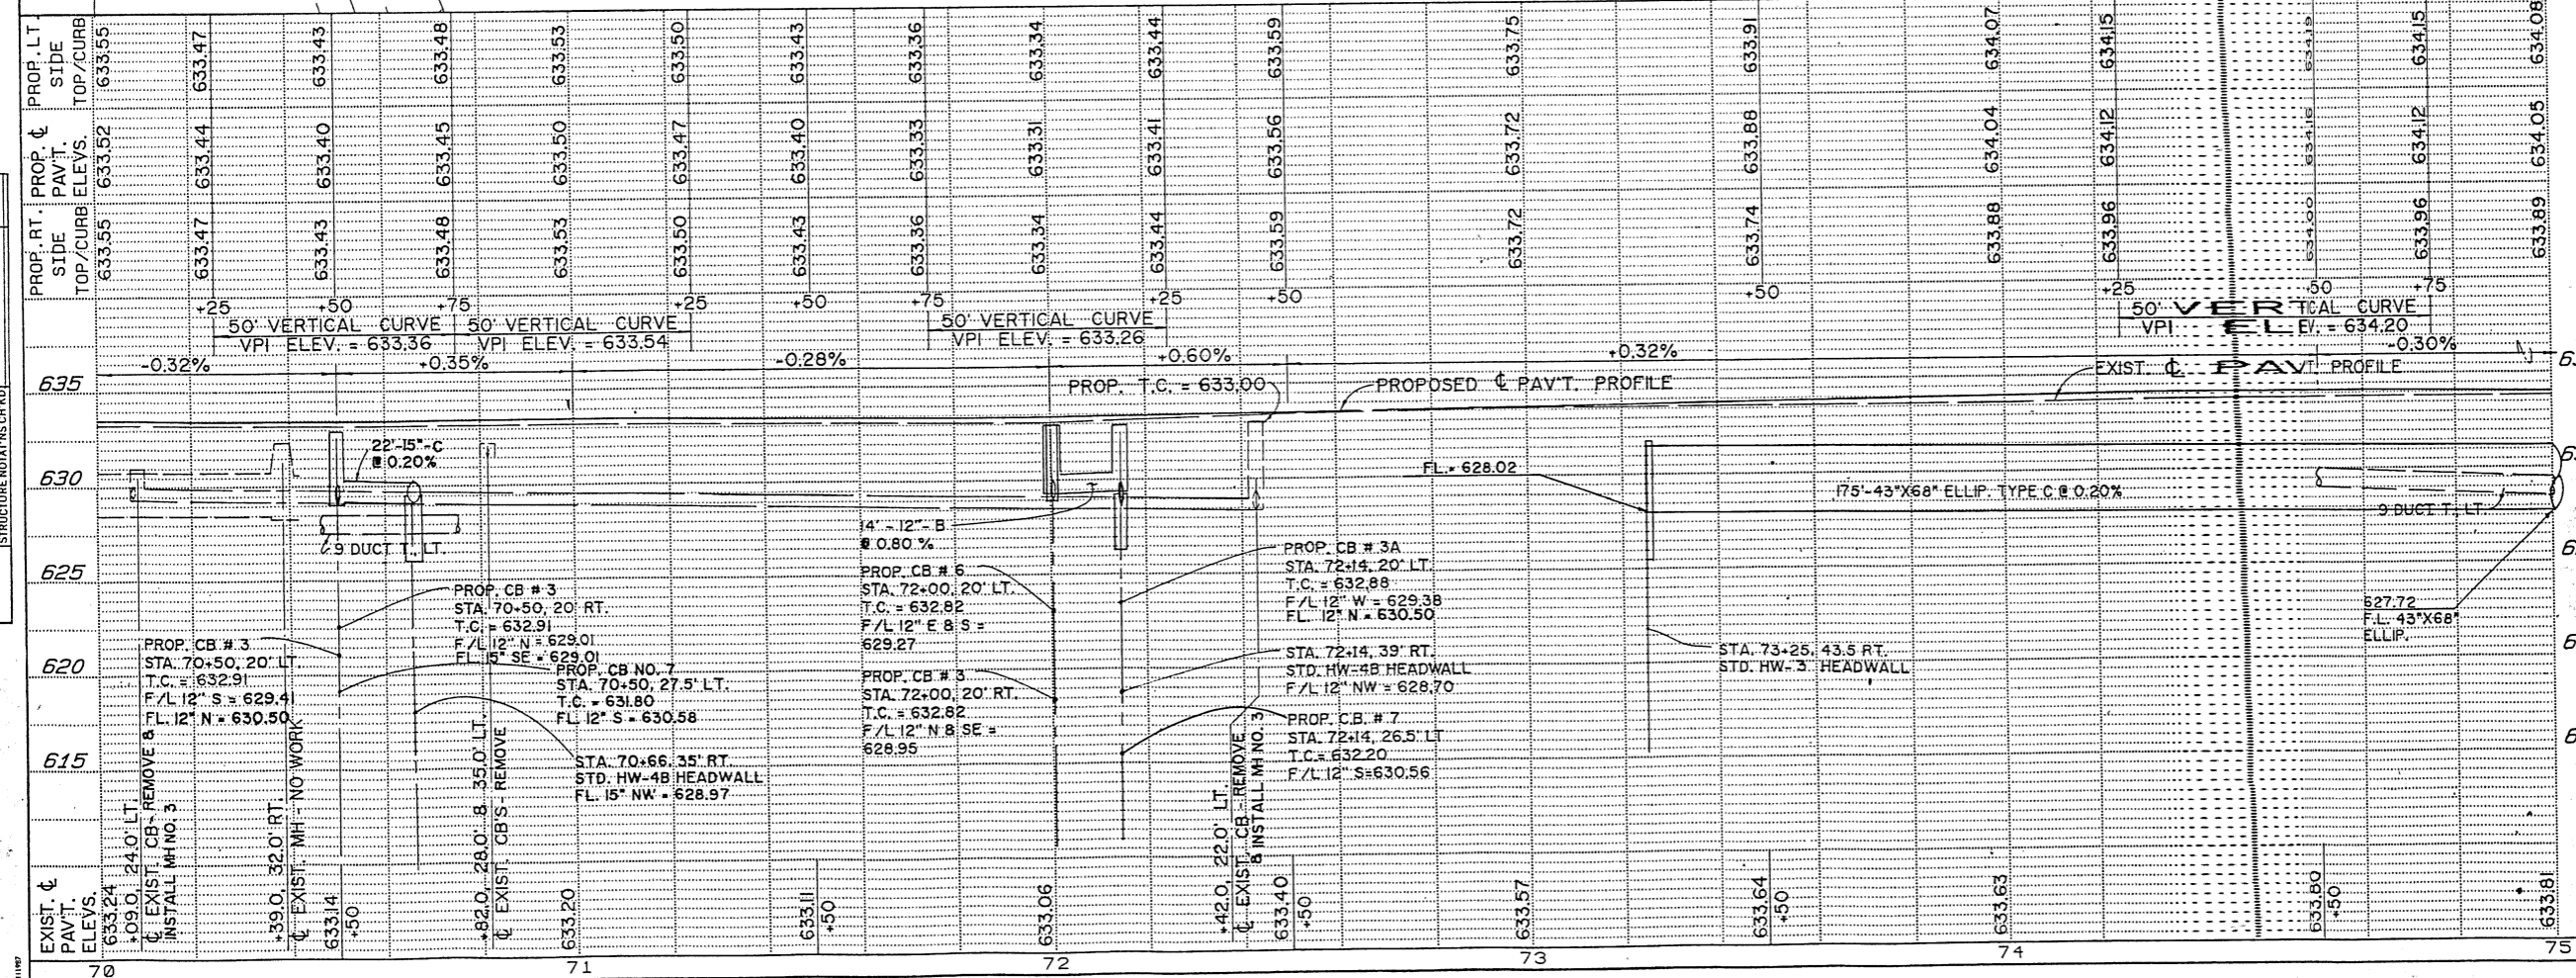 PROP. LT.
SIDE
TOP/CURB
633.55
633.47
633.43
633.48
633.53
633.50
633.43
633.36
633.34
633.44
633.59
633.75
633.91
634.07
634.15
634.19
634.15
634.08
PROP. ℄
PAV'T.
ELEVS.
633.52
633.44
633.40
633.45
633.50
633.47
633.40
633.33
633.31
633.41
633.56
633.72
633.88
634.04
634.12
634.16
634.12
634.05
PROP. RT.
SIDE
TOP/CURB
633.55
633.47
633.43
633.48
633.53
633.50
633.43
633.36
633.34
633.44
633.59
633.72
633.74
633.88
633.96
634.00
633.96
633.89
+25 +50 +75 +25 +50 +75 +25 +50 +50 +25 +50 +75
50' VERTICAL CURVE
VPI ELEV. = 633.36
50' VERTICAL CURVE
VPI ELEV. = 633.54
50' VERTICAL CURVE
VPI ELEV. = 633.26
50' VERTICAL CURVE
VPI ELEV. = 634.20
-0.32% +0.35% -0.28% +0.60% +0.32% -0.30%
635
PROP. T.C. = 633.00
PROPOSED ℄ PAV'T. PROFILE
EXIST. ℄ PAV'T. PROFILE
22'-15"-C
@ 0.20%
630
FL.= 628.02
175'-43"X68" ELLIP. TYPE C @ 0.20%
9 DUCT T. LT.
14' - 12"- B
@ 0.80 %
9 DUCT T. LT.
625
PROP. CB # 3
STA. 70+50, 20' RT.
T.C. = 632.91
F/L 12" N = 629.01
FL. 15" SE = 629.01
PROP. CB # 6
STA. 72+00, 20' LT.
T.C. = 632.82
F/L 12" E & S =
629.27
PROP. CB # 3A
STA. 72+14, 20' LT.
T.C. = 632.88
F/L 12" W = 629.38
FL. 12" N = 630.50
627.72
F.L. 43"X68"
ELLIP.
620
PROP. CB # 3
STA. 70+50, 20' LT.
T.C. = 632.91
F/L 12" S = 629.41
FL. 12" N = 630.50
PROP. CB NO. 7
STA. 70+50, 27.5' LT.
T.C. = 631.80
FL. 12" S = 630.58
PROP. CB # 3
STA. 72+00, 20' RT.
T.C. = 632.82
F/L 12" N & SE =
628.95
STA. 72+14, 39' RT.
STD. HW-4B HEADWALL
F/L 12" NW = 628.70
STA. 73+25, 43.5 RT.
STD. HW-3 HEADWALL
PROP. C.B. # 7
STA. 72+14, 26.5' LT
T.C.= 632.20
F/L 12" S=630.56
615
STA. 70+66, 35' RT.
STD. HW-4B HEADWALL
FL. 15" NW = 628.97
+09.0, 24.0' LT.
℄ EXIST. CB - REMOVE &
INSTALL MH NO. 3
+39.0, 32.0' RT.
℄ EXIST. MH - NO WORK
+82.0, 28.0' & 35.0' LT.
℄ EXIST. CB'S - REMOVE
+42.0, 22.0' LT.
℄ EXIST. CB - REMOVE
& INSTALL MH NO. 3
EXIST. ℄
PAV'T.
ELEVS.
633.24
633.14
+50
633.20
633.11
+50
633.06
633.40
+50
633.57
633.64
+50
633.63
633.80
+50
633.81
70 71 72 73 74 75